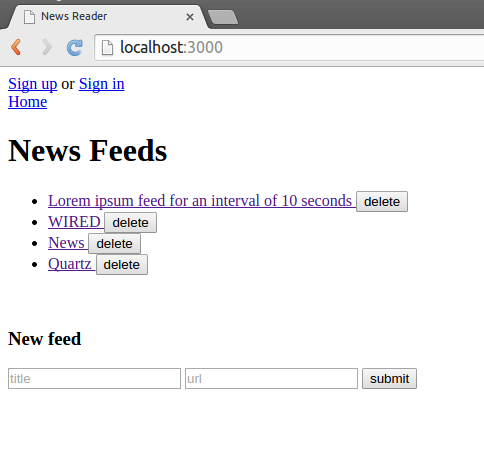 News Reader
localhost:3000
Sign up or Sign in
Home
News Feeds
Lorem ipsum feed for an interval of 10 seconds delete
WIRED delete
News delete
Quartz delete
New feed
title url submit